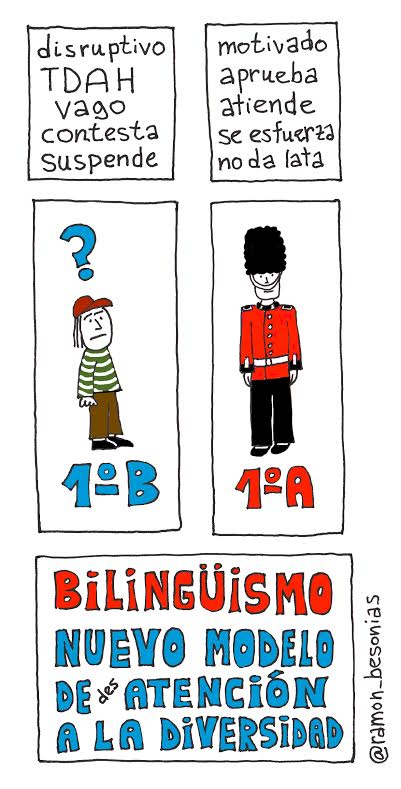 disruptivo
TDAH
vago
contesta
suspende
motivado
aprueba
atiende
se esfuerza
no da lata
?
1ºB
1ºA
BiLiNGÜiSMO
NUEVO MODELO
DE des ATENCIÓN
A LA DiVERSiDAD
@ramon_besonias